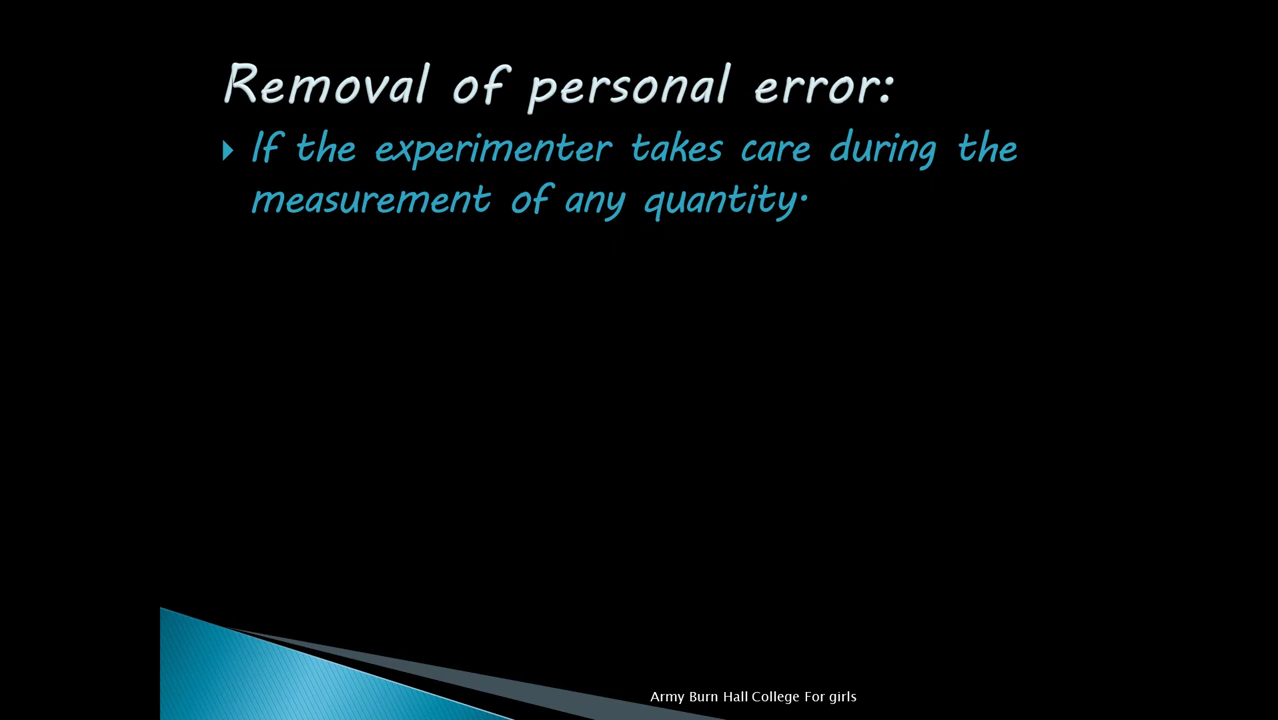 Removal of personal error:
If the experimenter takes care during the
measurement of any quantity.
Army Burn Hall College For girls